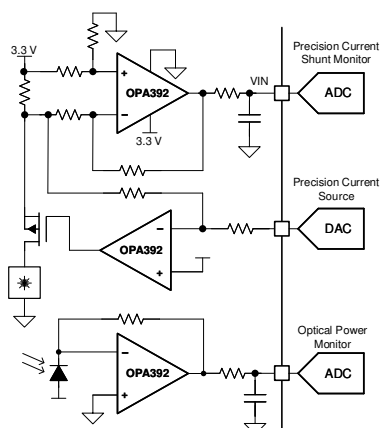 3.3 V
Precision Current
Shunt Monitor
+
OPA392
–
VIN
ADC
3.3 V
Precision Current
Source
–
OPA392
+
DAC
Optical Power
Monitor
–
OPA392
+
ADC